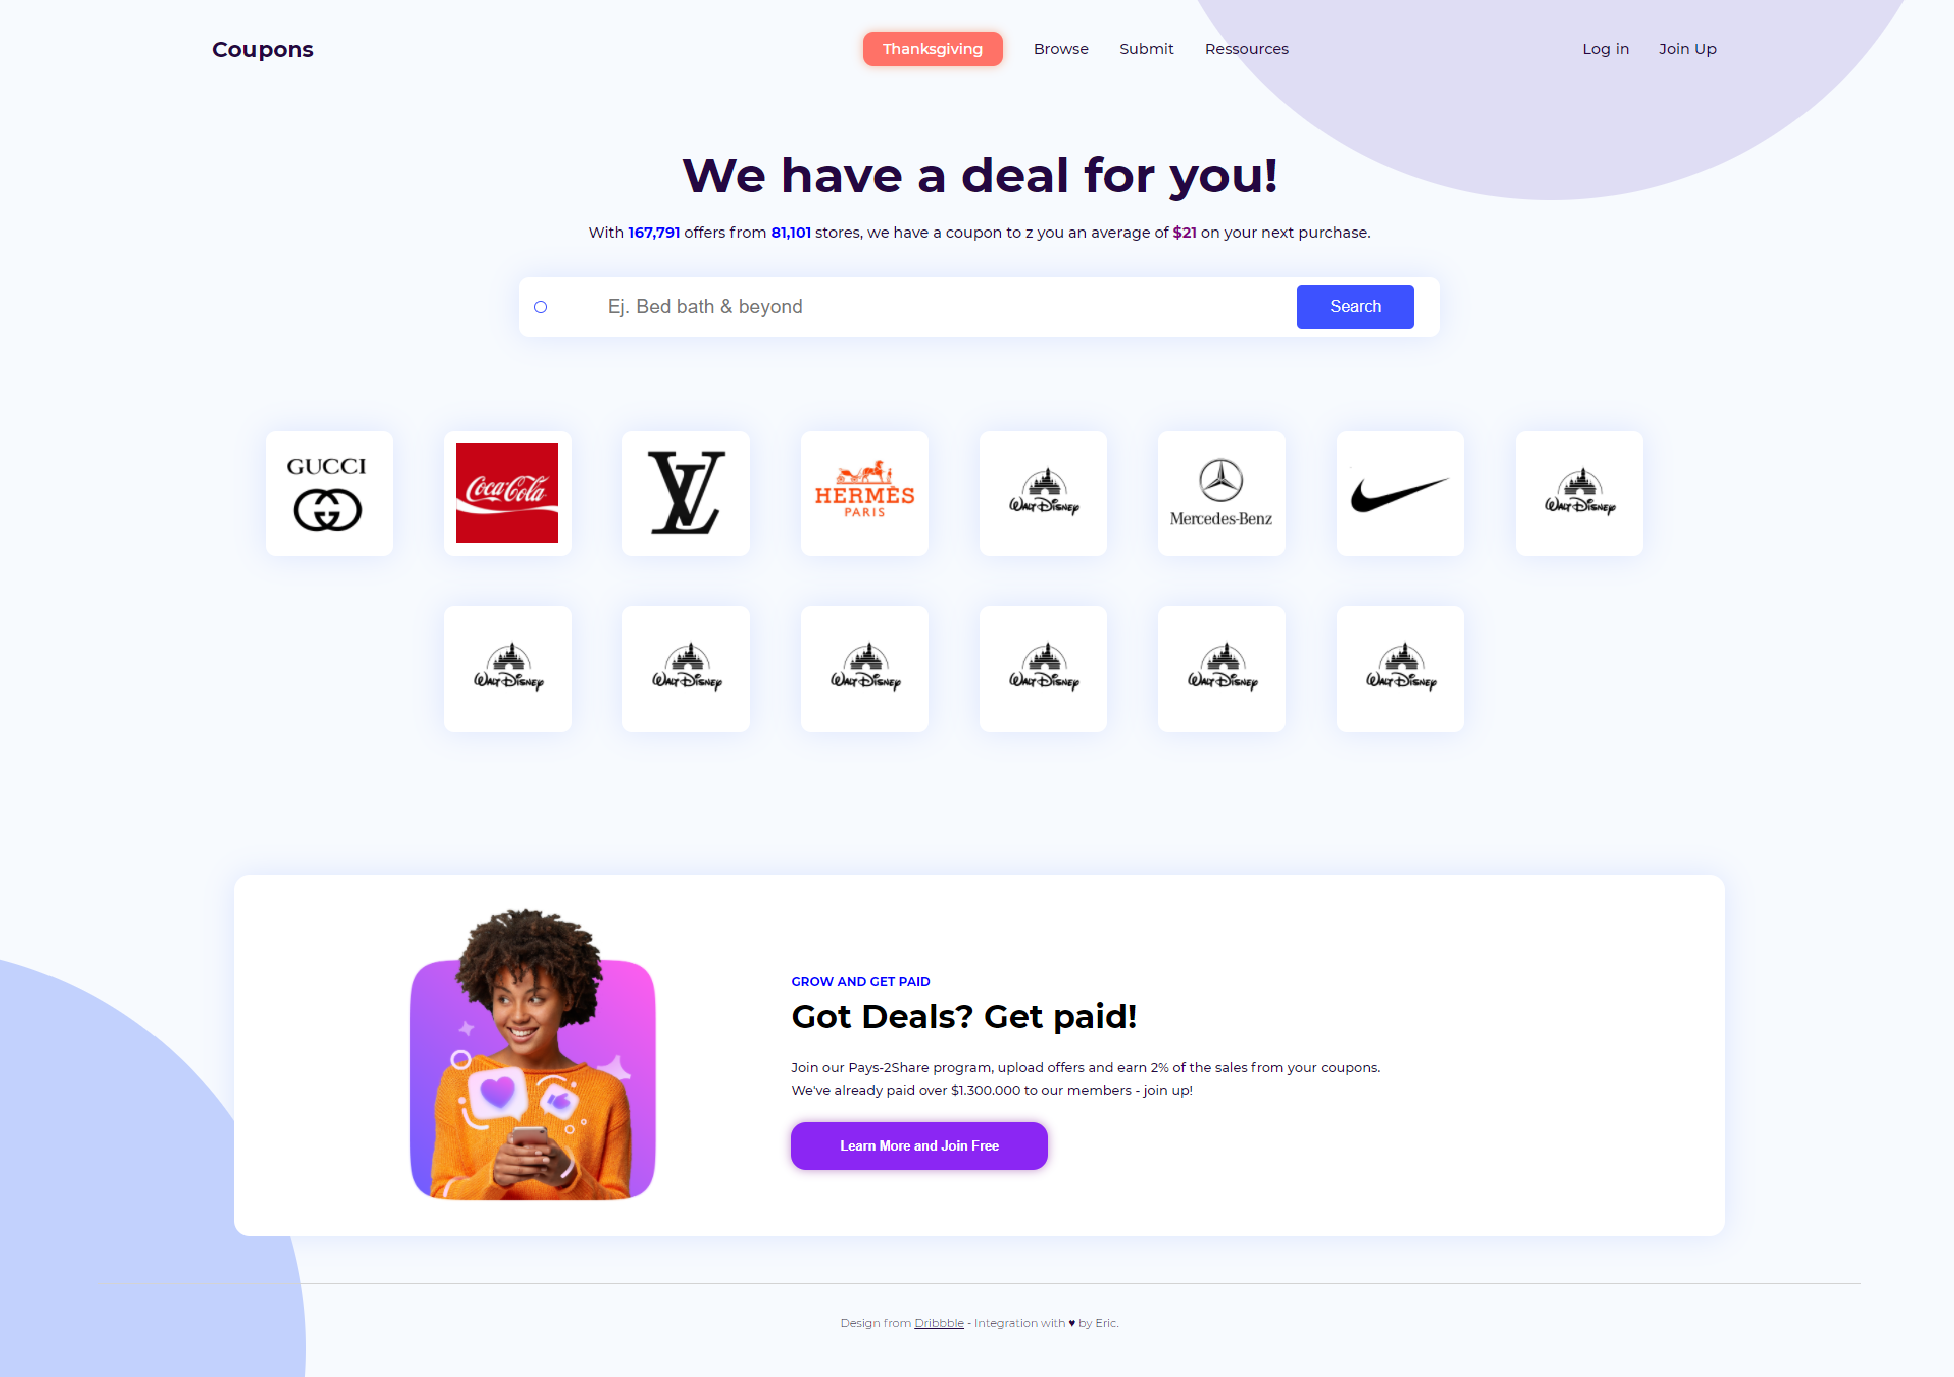 Coupons
Thanksgiving
Browse
Submit
Ressources
Log in
Join Up
We have a deal for you!
With 167,791 offers from 81,101 stores, we have a coupon to z you an average of $21 on your next purchase.
Ej. Bed bath & beyond
Search
GUCCI
Coca-Cola
LV
HERMÈS
PARIS
WALT DISNEY
Mercedes-Benz
WALT DISNEY
WALT DISNEY
WALT DISNEY
WALT DISNEY
WALT DISNEY
WALT DISNEY
WALT DISNEY
GROW AND GET PAID
Got Deals? Get paid!
Join our Pays-2Share program, upload offers and earn 2% of the sales from your coupons.
We've already paid over $1.300.000 to our members - join up!
Learn More and Join Free
Design from Dribbble - Integration with ♥ by Eric.